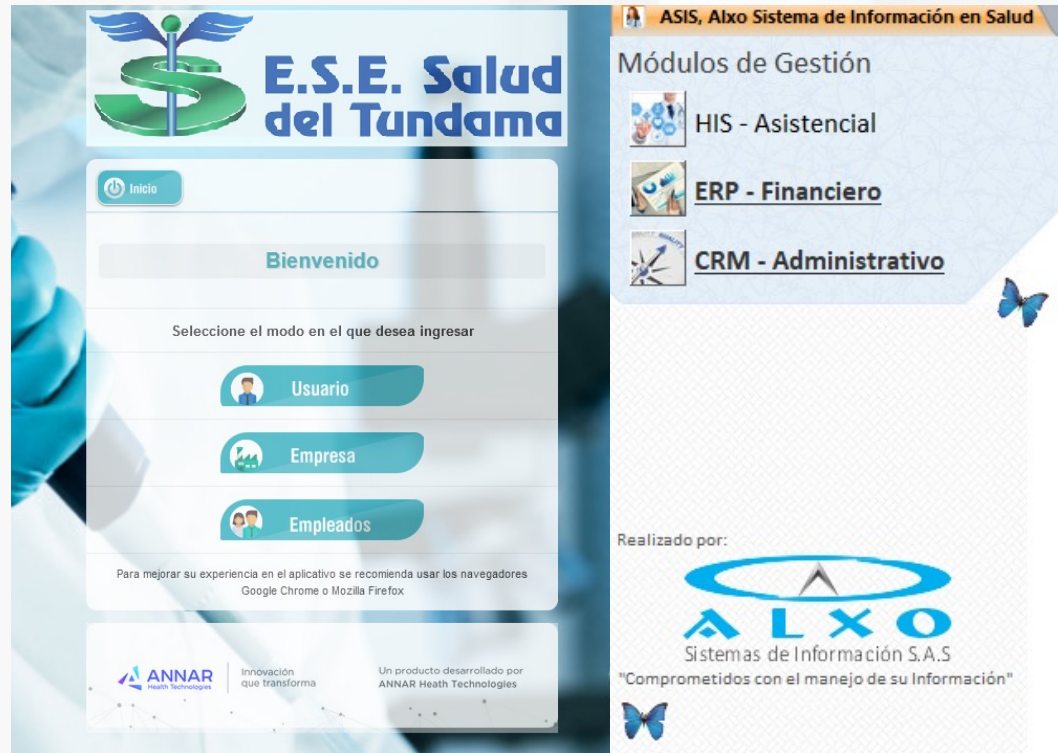 E.S.E. Salud
del Tundama
Inicio
Bienvenido
Seleccione el modo en el que desea ingresar
Usuario
Empresa
Empleados
Para mejorar su experiencia en el aplicativo se recomienda usar los navegadores
Google Chrome o Mozilla Firefox
ANNAR
Health Technologies
Innovación
que transforma
Un producto desarrollado por
ANNAR Heath Technologies
ASIS, Alxo Sistema de Información en Salud
Módulos de Gestión
HIS - Asistencial
ERP - Financiero
CRM - Administrativo
Realizado por:
ALXO
Sistemas de Información S.A.S
"Comprometidos con el manejo de su Información"